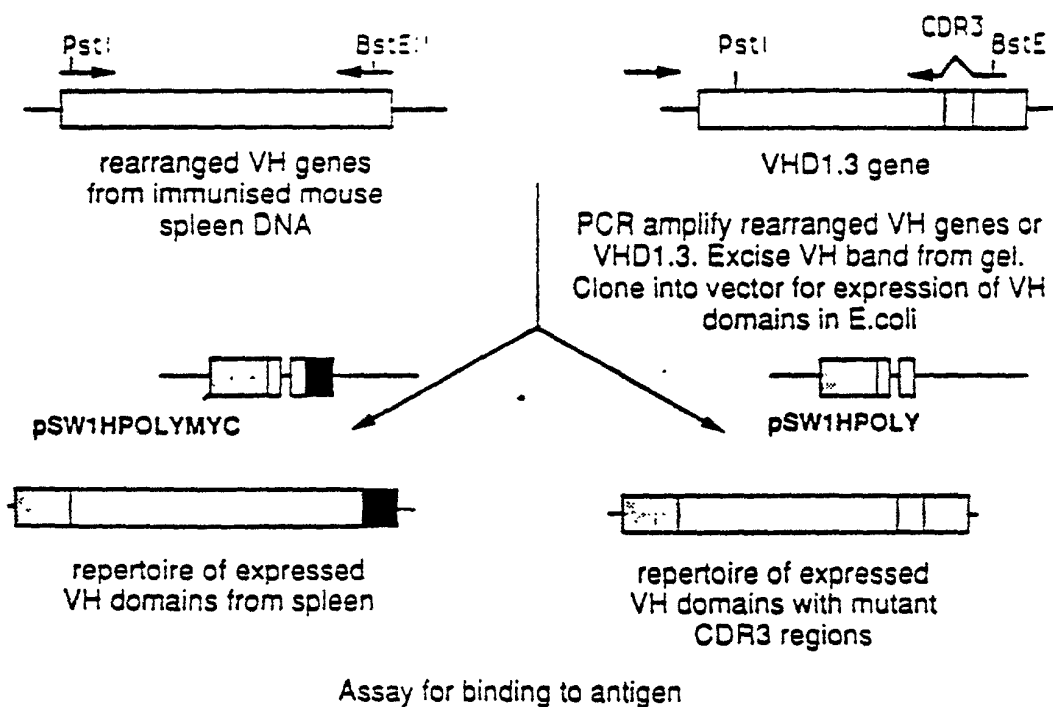 PstI
BstEII
rearranged VH genes
from immunised mouse
spleen DNA
PstI
CDR3
BstE
VHD1.3 gene
PCR amplify rearranged VH genes or
VHD1.3. Excise VH band from gel.
Clone into vector for expression of VH
domains in E.coli
pSW1HPOLYMYC
pSW1HPOLY
repertoire of expressed
VH domains from spleen
repertoire of expressed
VH domains with mutant
CDR3 regions
Assay for binding to antigen